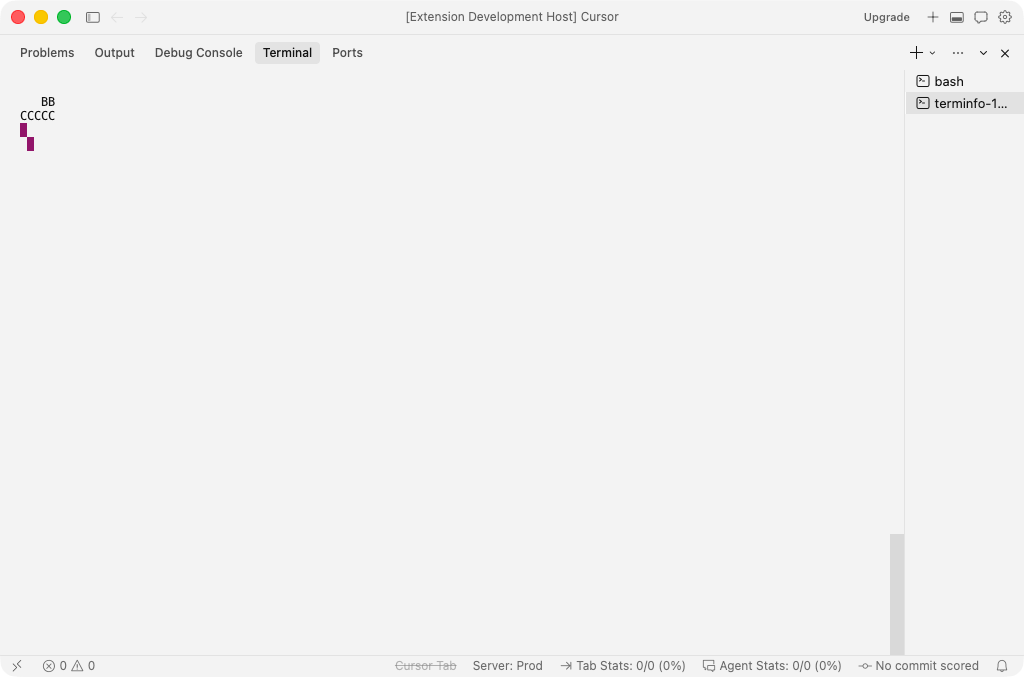 [Extension Development Host] Cursor
Upgrade
Problems Output Debug Console Terminal Ports
bash
terminfo-1...
BB
CCCCC
0 0 Cursor Tab Server: Prod Tab Stats: 0/0 (0%) Agent Stats: 0/0 (0%) No commit scored